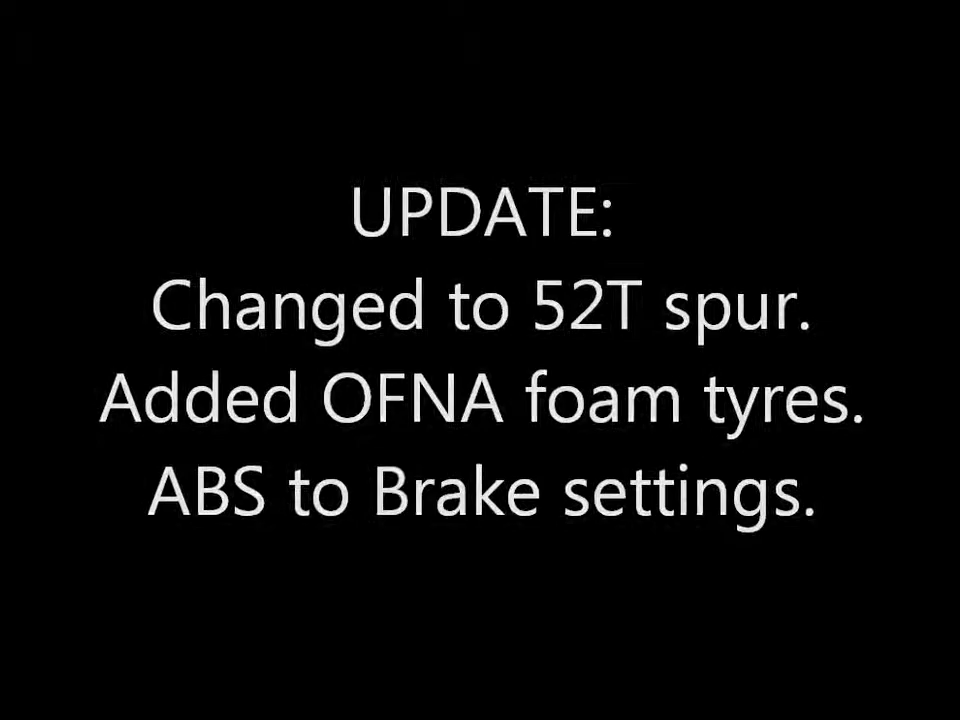 UPDATE:
Changed to 52T spur.
Added OFNA foam tyres.
ABS to Brake settings.